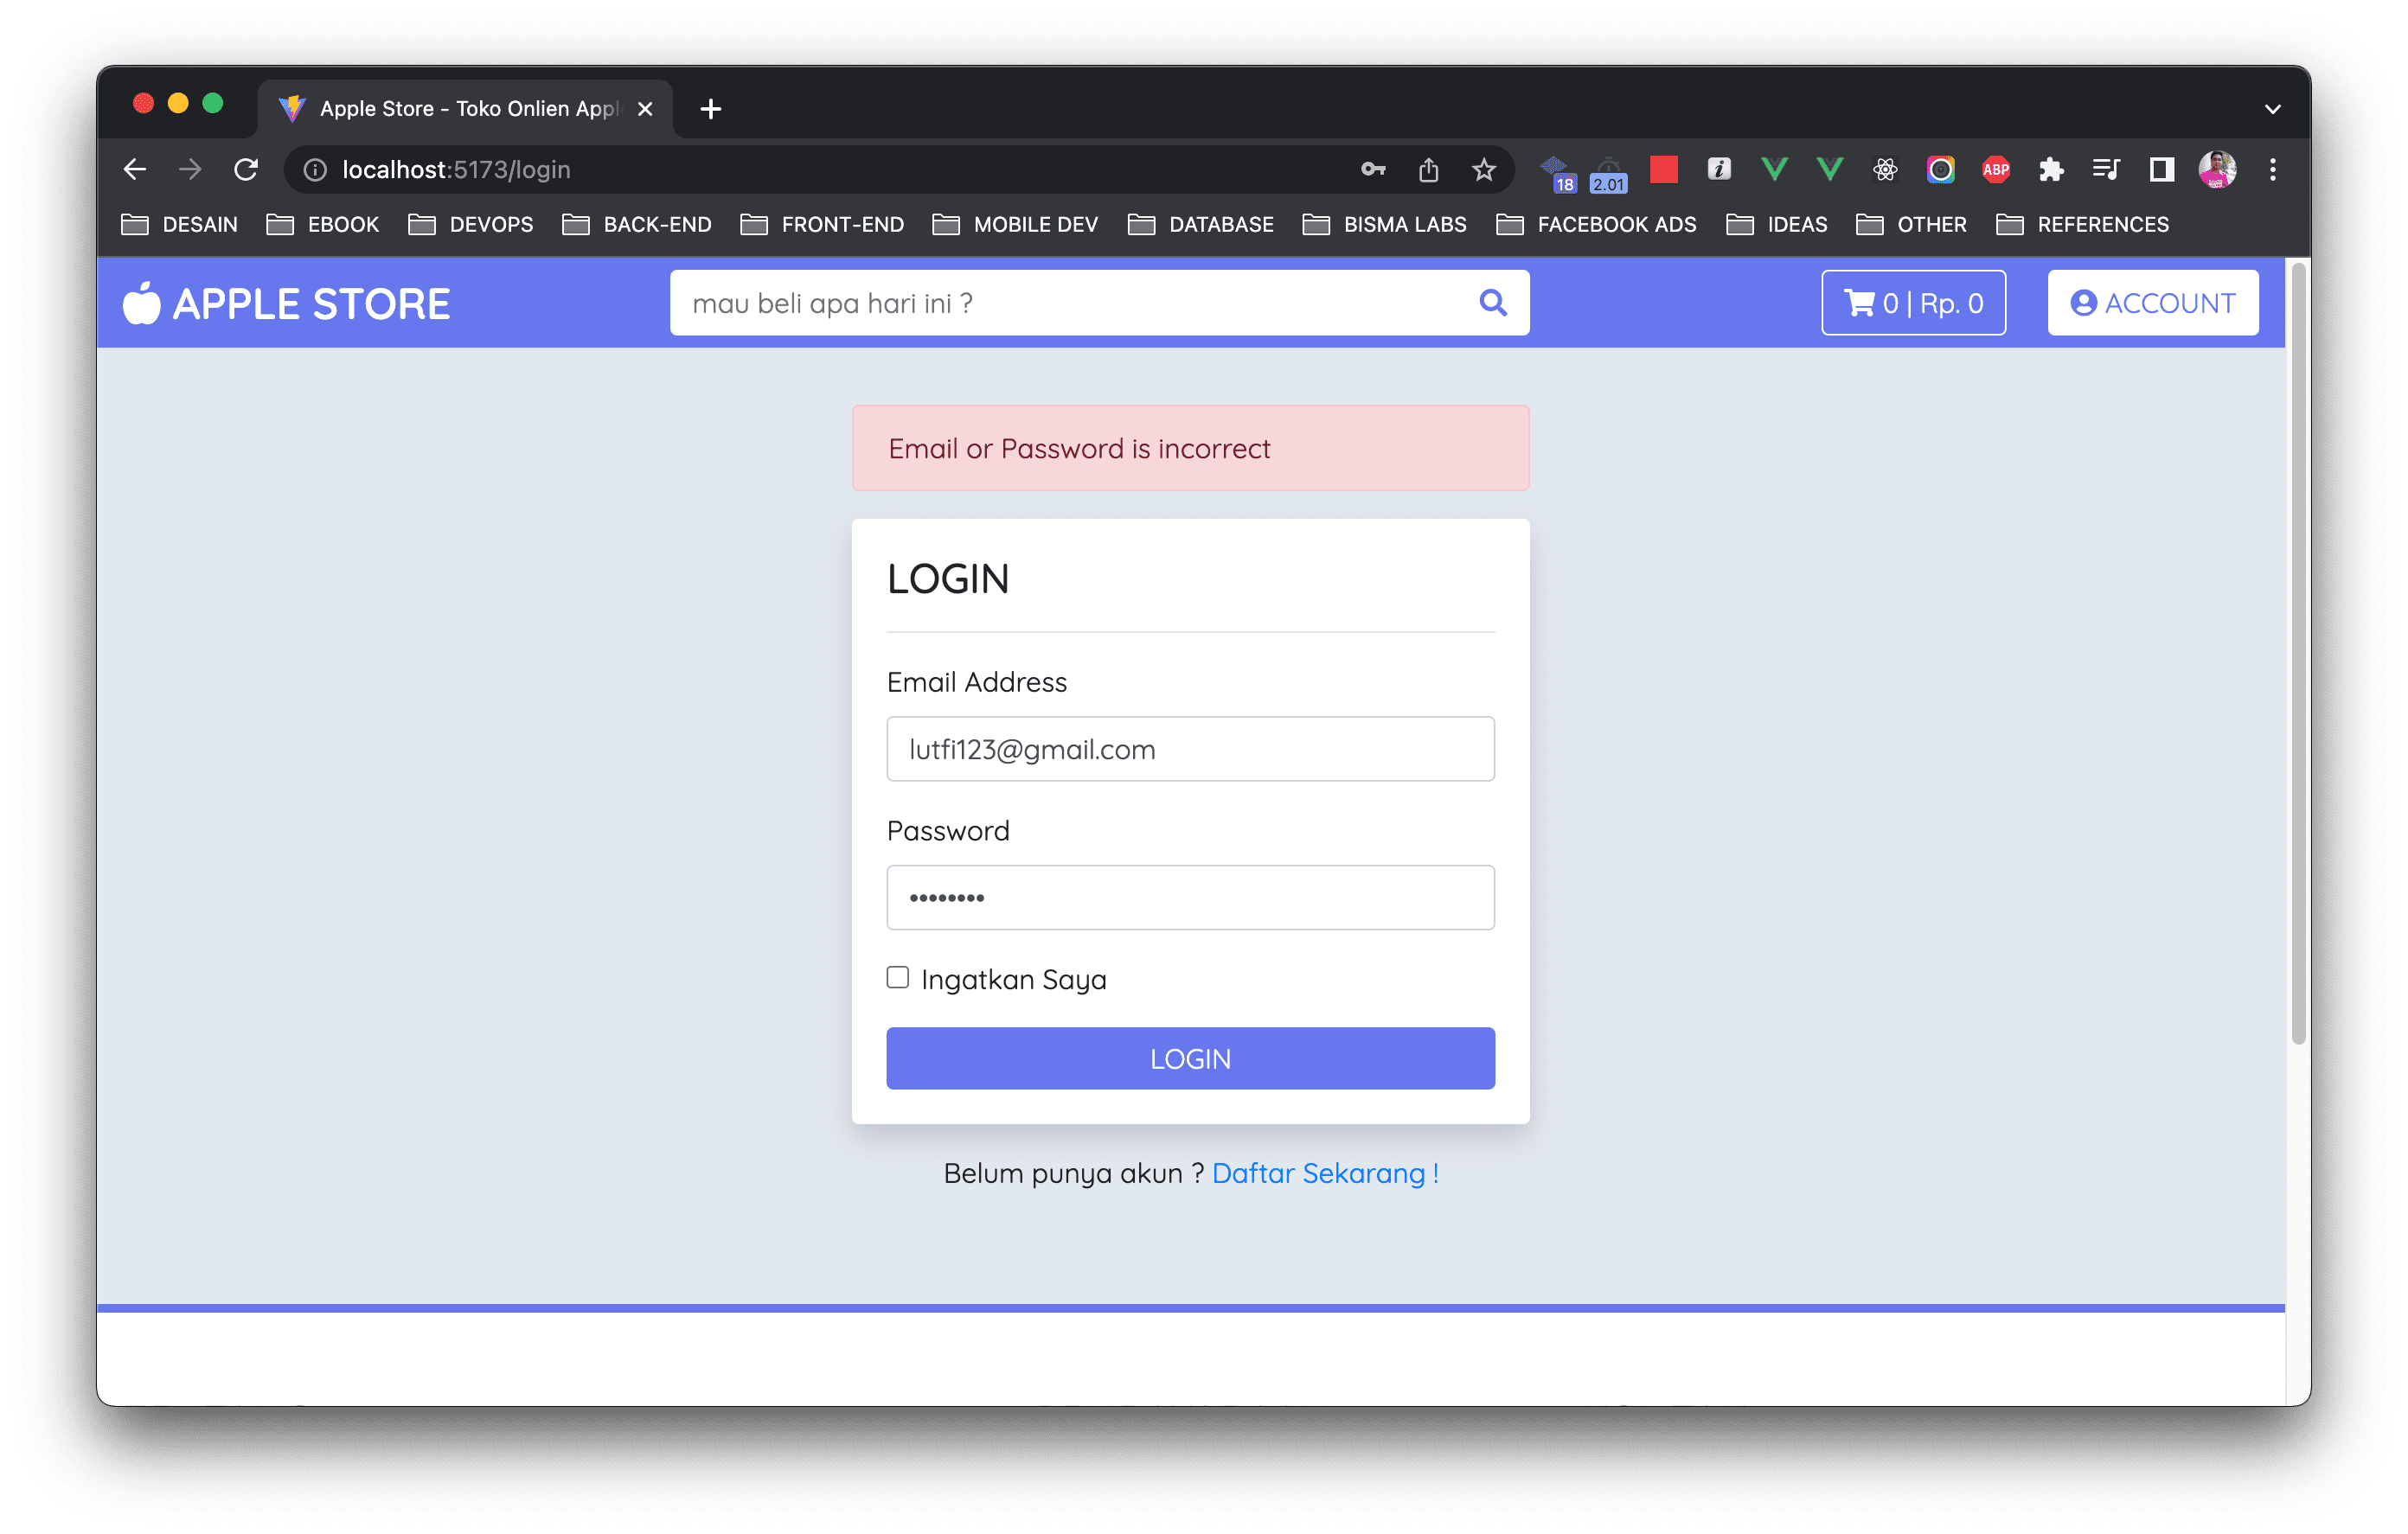 Apple Store - Toko Onlien Appl
localhost:5173/login
18
2.01
ABP
DESAIN EBOOK DEVOPS BACK-END FRONT-END MOBILE DEV DATABASE BISMA LABS FACEBOOK ADS IDEAS OTHER REFERENCES
APPLE STORE
mau beli apa hari ini ?
0 | Rp. 0
ACCOUNT
Email or Password is incorrect
LOGIN
Email Address
lutfi123@gmail.com
Password
••••••••
Ingatkan Saya
LOGIN
Belum punya akun ? Daftar Sekarang !